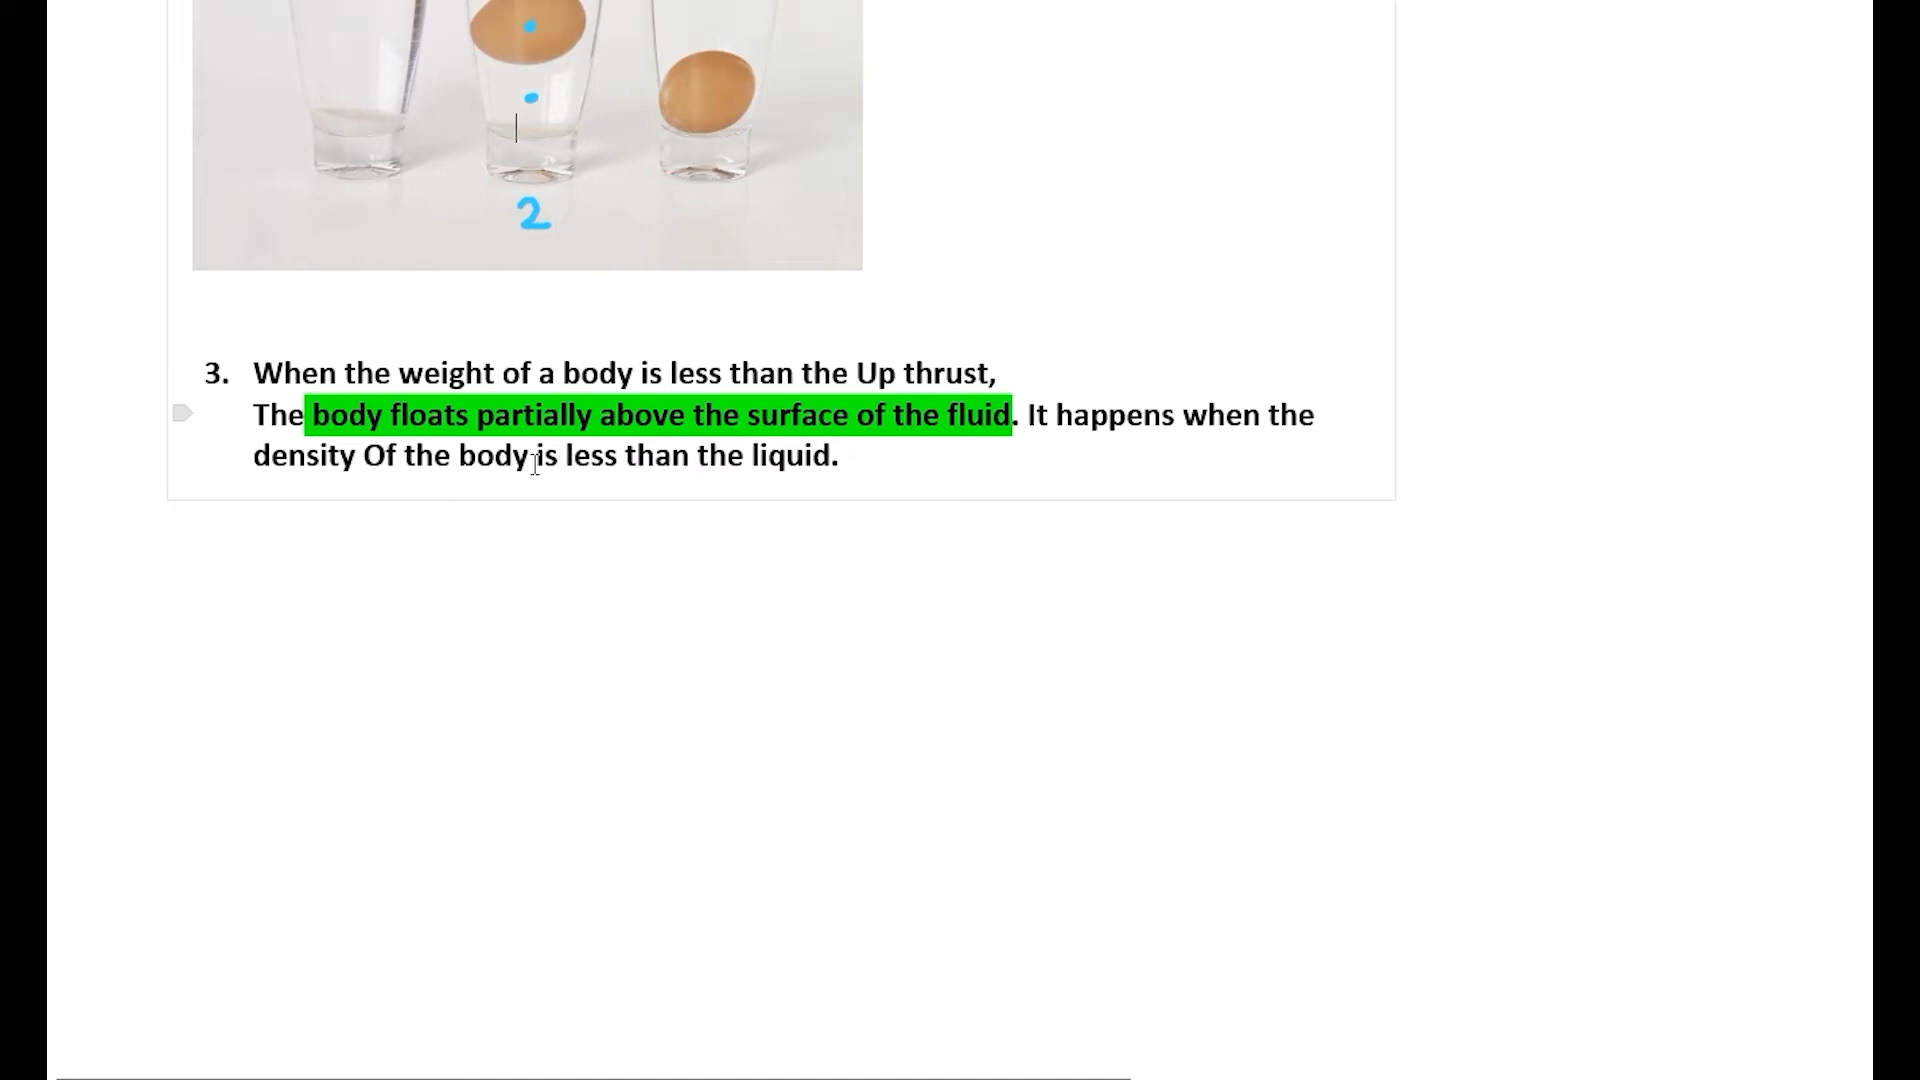 2
3. When the weight of a body is less than the Up thrust,
The body floats partially above the surface of the fluid. It happens when the
density Of the body is less than the liquid.